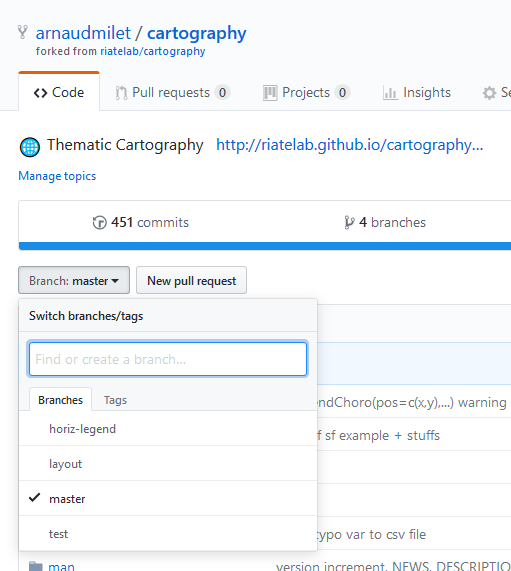 arnaudmilet / cartography
forked from riatelab/cartography
Code Pull requests 0 Projects 0 Insights
Thematic Cartography http://riatelab.github.io/cartography...
Manage topics
451 commits 4 branches
Branch: master New pull request
Switch branches/tags
Find or create a branch...
Branches Tags
horiz-legend
layout
master
test
endChoro(pos=c(x,y),...) warning
f sf example + stuffs
typo var to csv file
man version increment, NEWS, DESCRIPTION